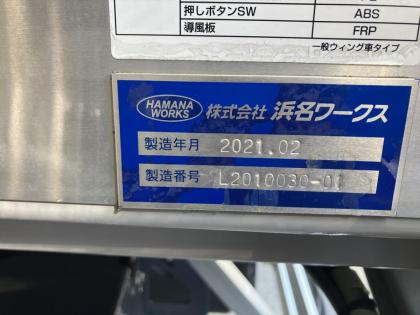 押しボタンSW ABS
導風板 FRP
一般ウィング車タイプ
HAMANA WORKS 株式会社 浜名ワークス
製造年月 2021.02
製造番号 L2010030-01